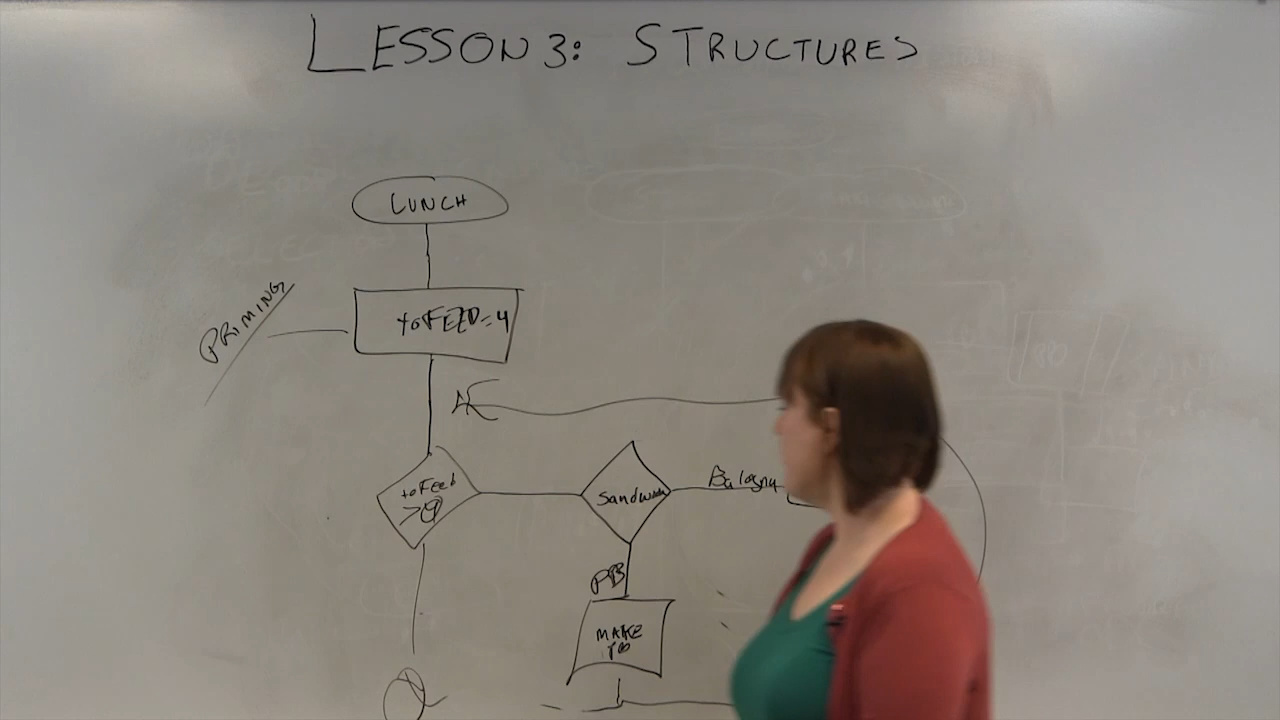 LESSON 3: STRUCTURES
LUNCH
PRIMING
toFEED=4
toFeed
>0
Sandwich
Balogna
PB
MAKE
PB